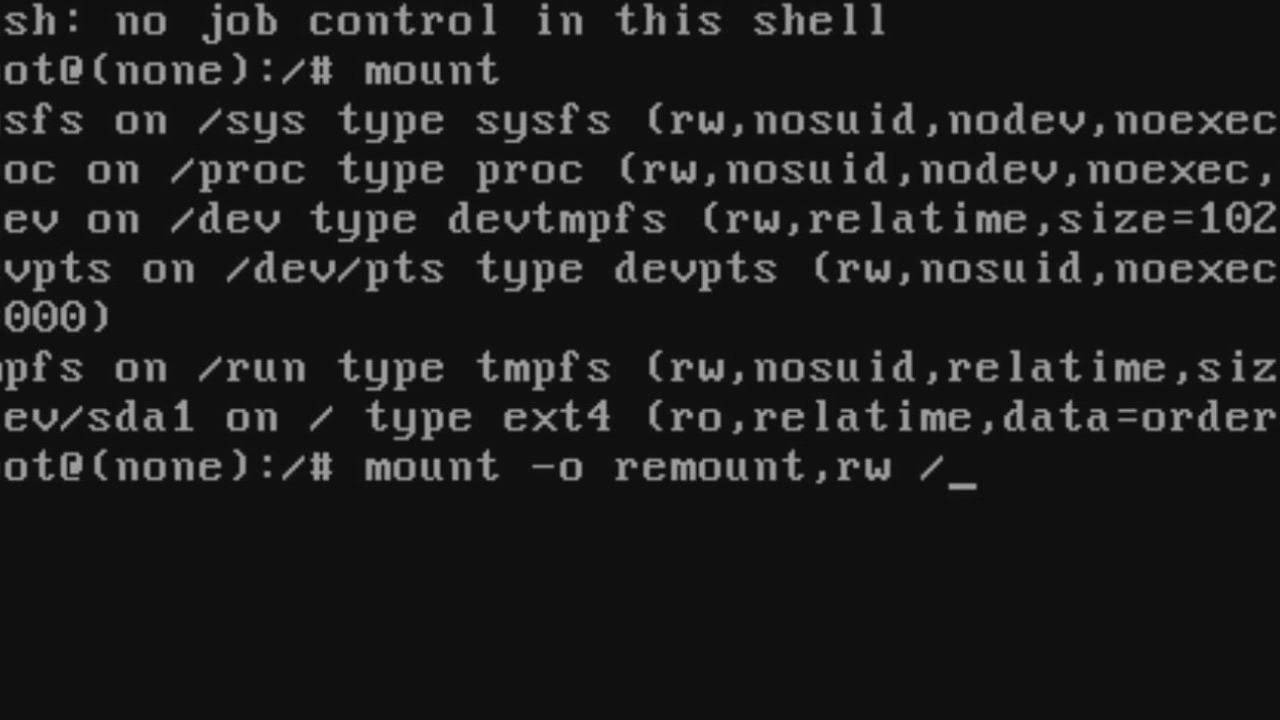 sh: no job control in this shell
ot@(none):/# mount
sfs on /sys type sysfs (rw,nosuid,nodev,noexec
oc on /proc type proc (rw,nosuid,nodev,noexec,
ev on /dev type devtmpfs (rw,relatime,size=102
vpts on /dev/pts type devpts (rw,nosuid,noexec
000)
pfs on /run type tmpfs (rw,nosuid,relatime,siz
ev/sda1 on / type ext4 (ro,relatime,data=order
ot@(none):/# mount -o remount,rw /_